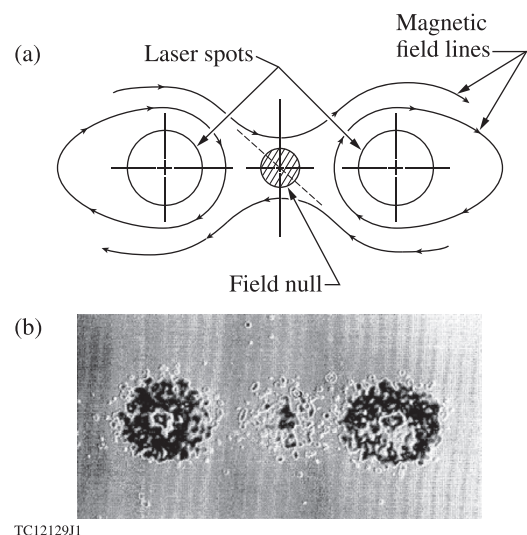 (a)
Laser spots
Magnetic
field lines
Field null
(b)
TC12129J1